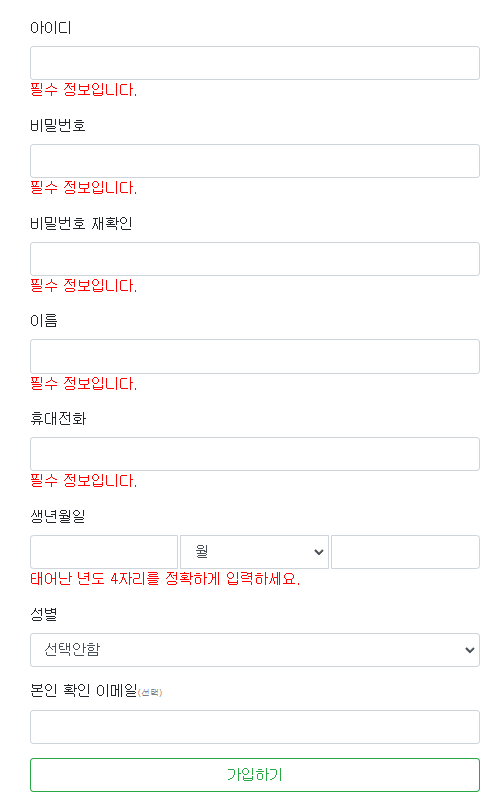 아이디
필수 정보입니다.
비밀번호
필수 정보입니다.
비밀번호 재확인
필수 정보입니다.
이름
필수 정보입니다.
휴대전화
필수 정보입니다.
생년월일
월
태어난 년도 4자리를 정확하게 입력하세요.
성별
선택안함
본인 확인 이메일(선택)
가입하기